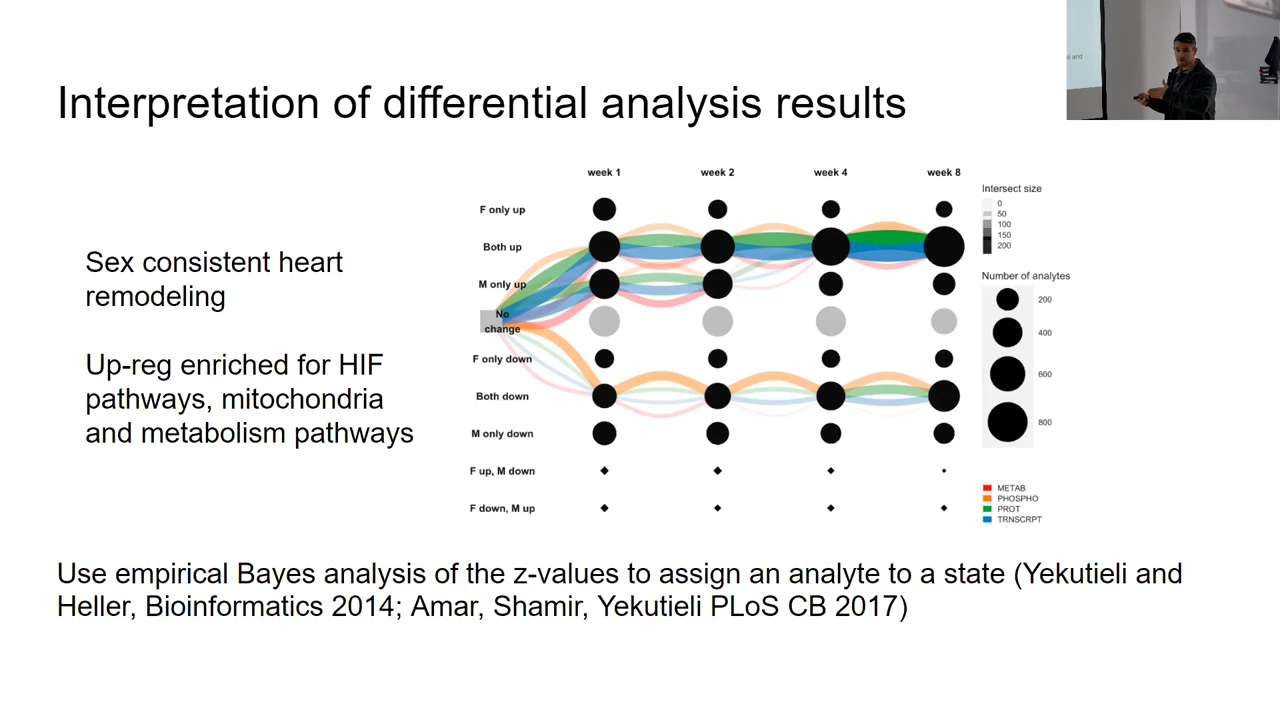 Interpretation of differential analysis results
Sex consistent heart
remodeling
Up-reg enriched for HIF
pathways, mitochondria
and metabolism pathways
week 1
week 2
week 4
week 8
F only up
Both up
M only up
No
change
F only down
Both down
M only down
F up, M down
F down, M up
Intersect size
0
50
100
150
200
Number of analytes
200
400
600
800
METAB
PHOSPHO
PROT
TRNSCRPT
Use empirical Bayes analysis of the z-values to assign an analyte to a state (Yekutieli and
Heller, Bioinformatics 2014; Amar, Shamir, Yekutieli PLoS CB 2017)